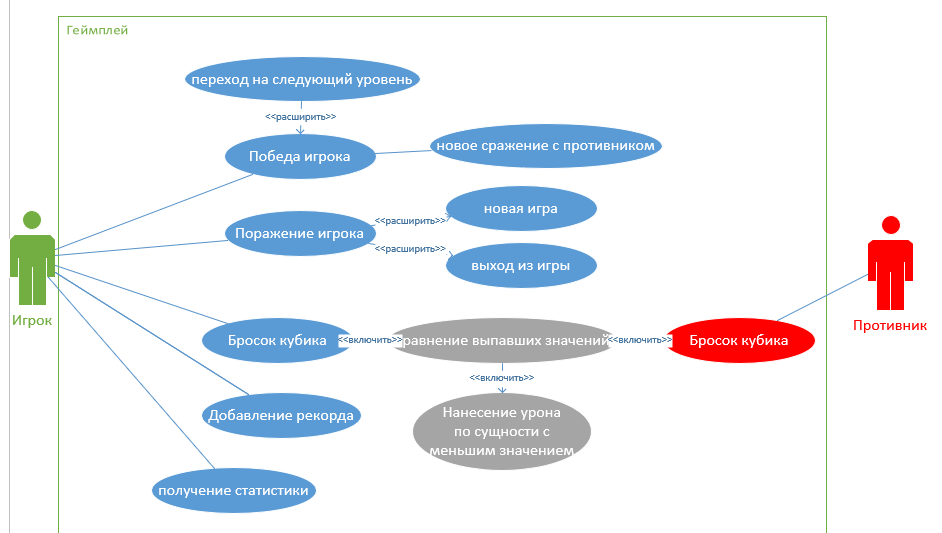 Геймплей
переход на следующий уровень
<<расширить>>
Победа игрока
новое сражение с противником
Поражение игрока
<<расширить>>
новая игра
<<расширить>>
выход из игры
Игрок
Противник
Бросок кубика
<<включить>>
равнение выпавших значений
<<включить>>
Бросок кубика
<<включить>>
Нанесение урона
по сущности с
меньшим значением
Добавление рекорда
получение статистики